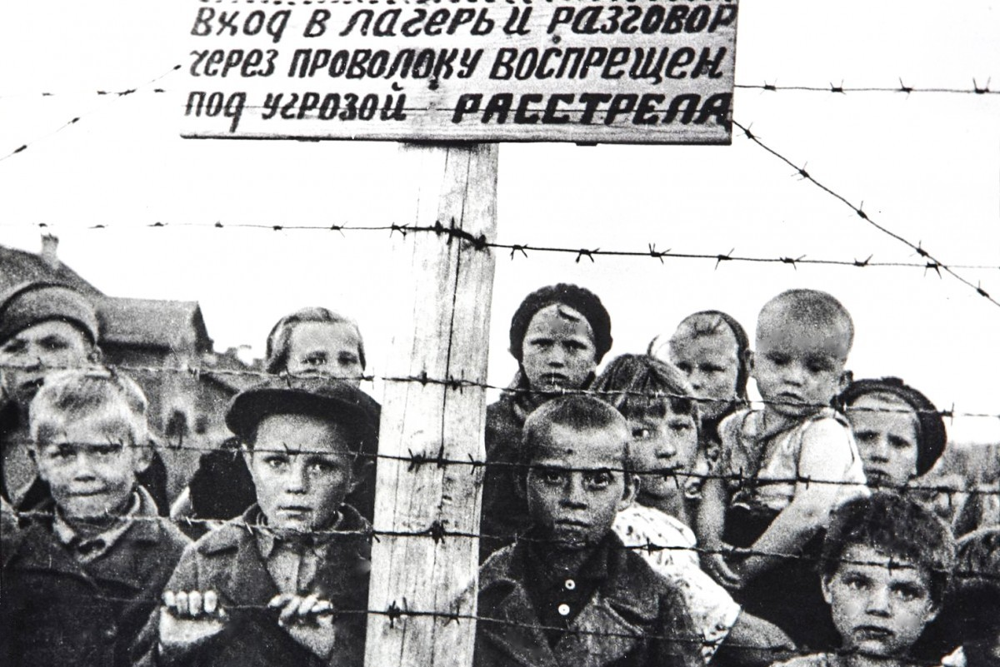 Вход в лагерь и разговор
через проволоку воспрещен
под угрозой РАССТРЕЛА